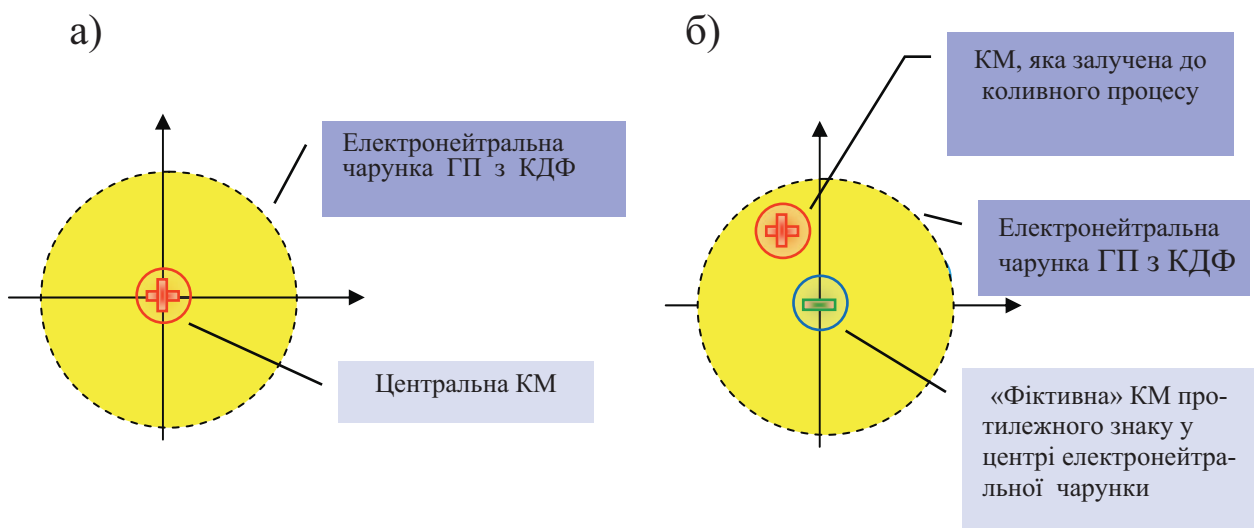 а)
Електронейтральна
чарунка ГП з КДФ
Центральна КМ
б)
КМ, яка залучена до
коливного процесу
Електронейтральна
чарунка ГП з КДФ
«Фіктивна» КМ про-
тилежного знаку у
центрі електронейтра-
льної чарунки